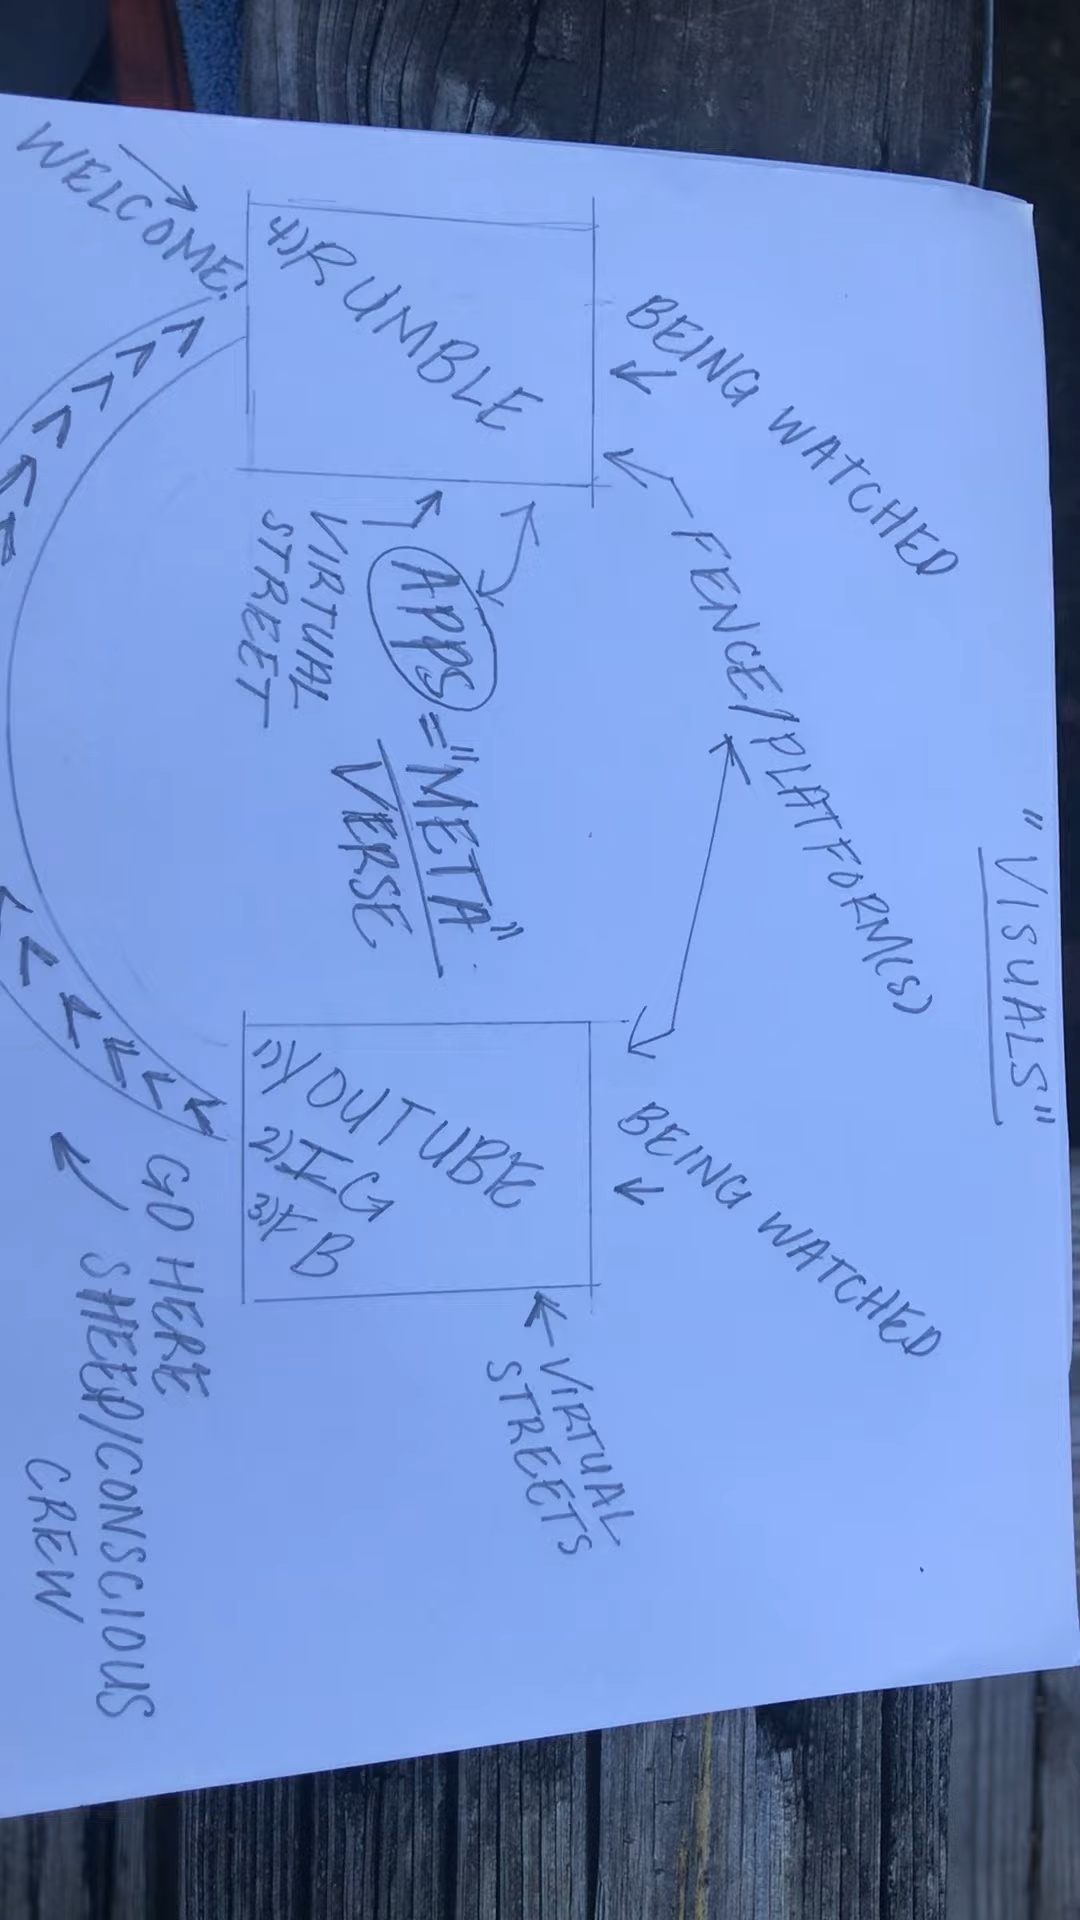 "VISUALS"
BEING WATCHED
FENCE/PLATFORM(S)
BEING WATCHED
4) RUMBLE
APPS = "META"
VERSE
VIRTUAL
STREET
1) YOUTUBE
2) IG
3) FB
VIRTUAL
STREETS
WELCOME!
GO HERE
SHEEP/CONSCIOUS
CREW